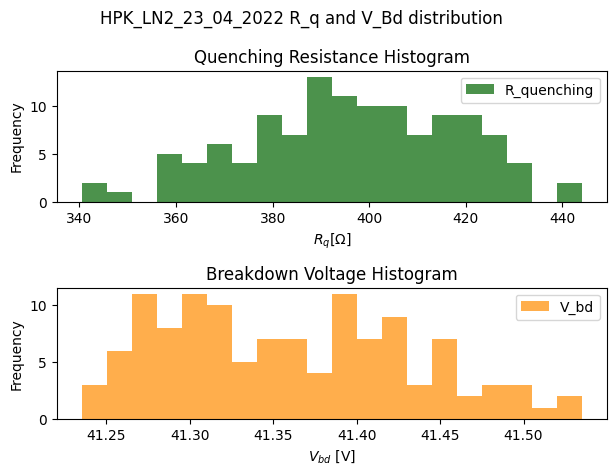 HPK_LN2_23_04_2022 R_q and V_Bd distribution
Quenching Resistance Histogram
R_quenching
Frequency
10
5
0
340 360 380 400 420 440
R_q[Ω]
Breakdown Voltage Histogram
V_bd
Frequency
10
5
0
41.25 41.30 41.35 41.40 41.45 41.50
V_bd [V]